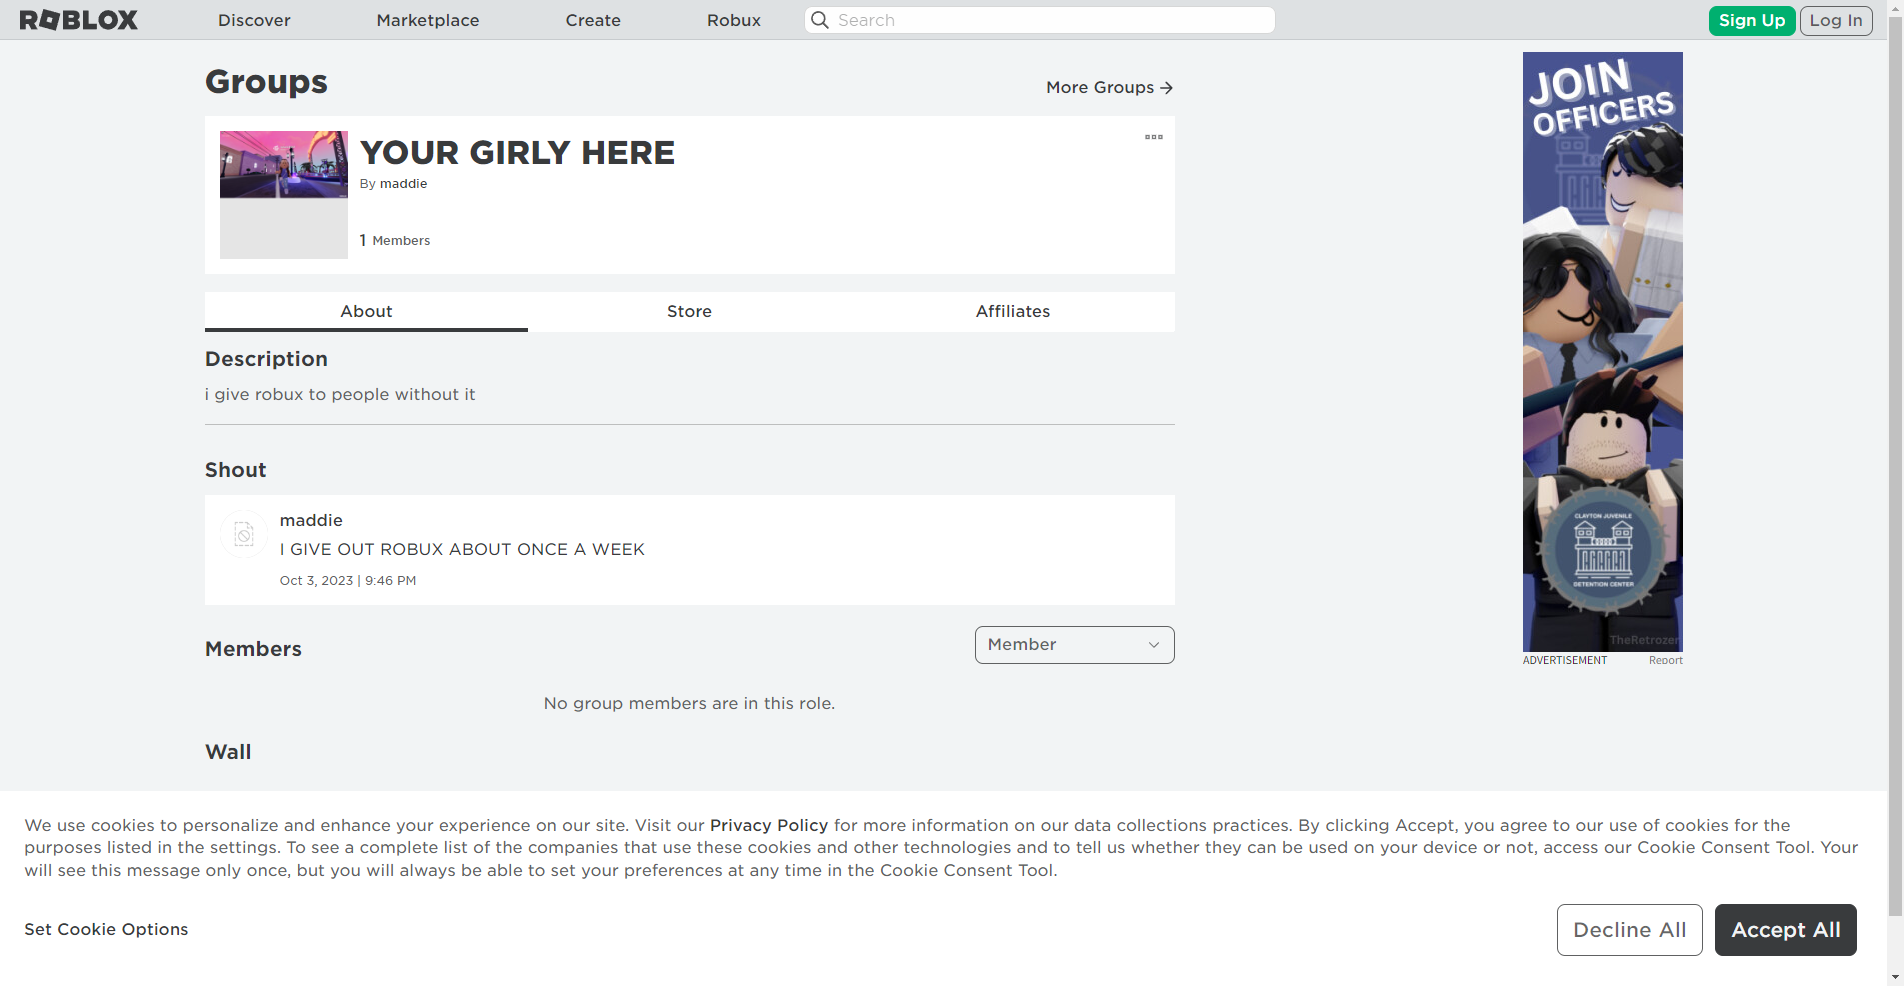 ROBLOX
Discover
Marketplace
Create
Robux
Search
Sign Up
Log In
Groups
More Groups
YOUR GIRLY HERE
By maddie
1 Members
About
Store
Affiliates
Description
i give robux to people without it
Shout
maddie
I GIVE OUT ROBUX ABOUT ONCE A WEEK
Oct 3, 2023 | 9:46 PM
Members
Member
No group members are in this role.
Wall
JOIN
OFFICERS
CLAYTON JUVENILE
DETENTION CENTER
TheRetrozer
ADVERTISEMENT
Report
We use cookies to personalize and enhance your experience on our site. Visit our Privacy Policy for more information on our data collections practices. By clicking Accept, you agree to our use of cookies for the
purposes listed in the settings. To see a complete list of the companies that use these cookies and other technologies and to tell us whether they can be used on your device or not, access our Cookie Consent Tool. Your
will see this message only once, but you will always be able to set your preferences at any time in the Cookie Consent Tool.
Set Cookie Options
Decline All
Accept All